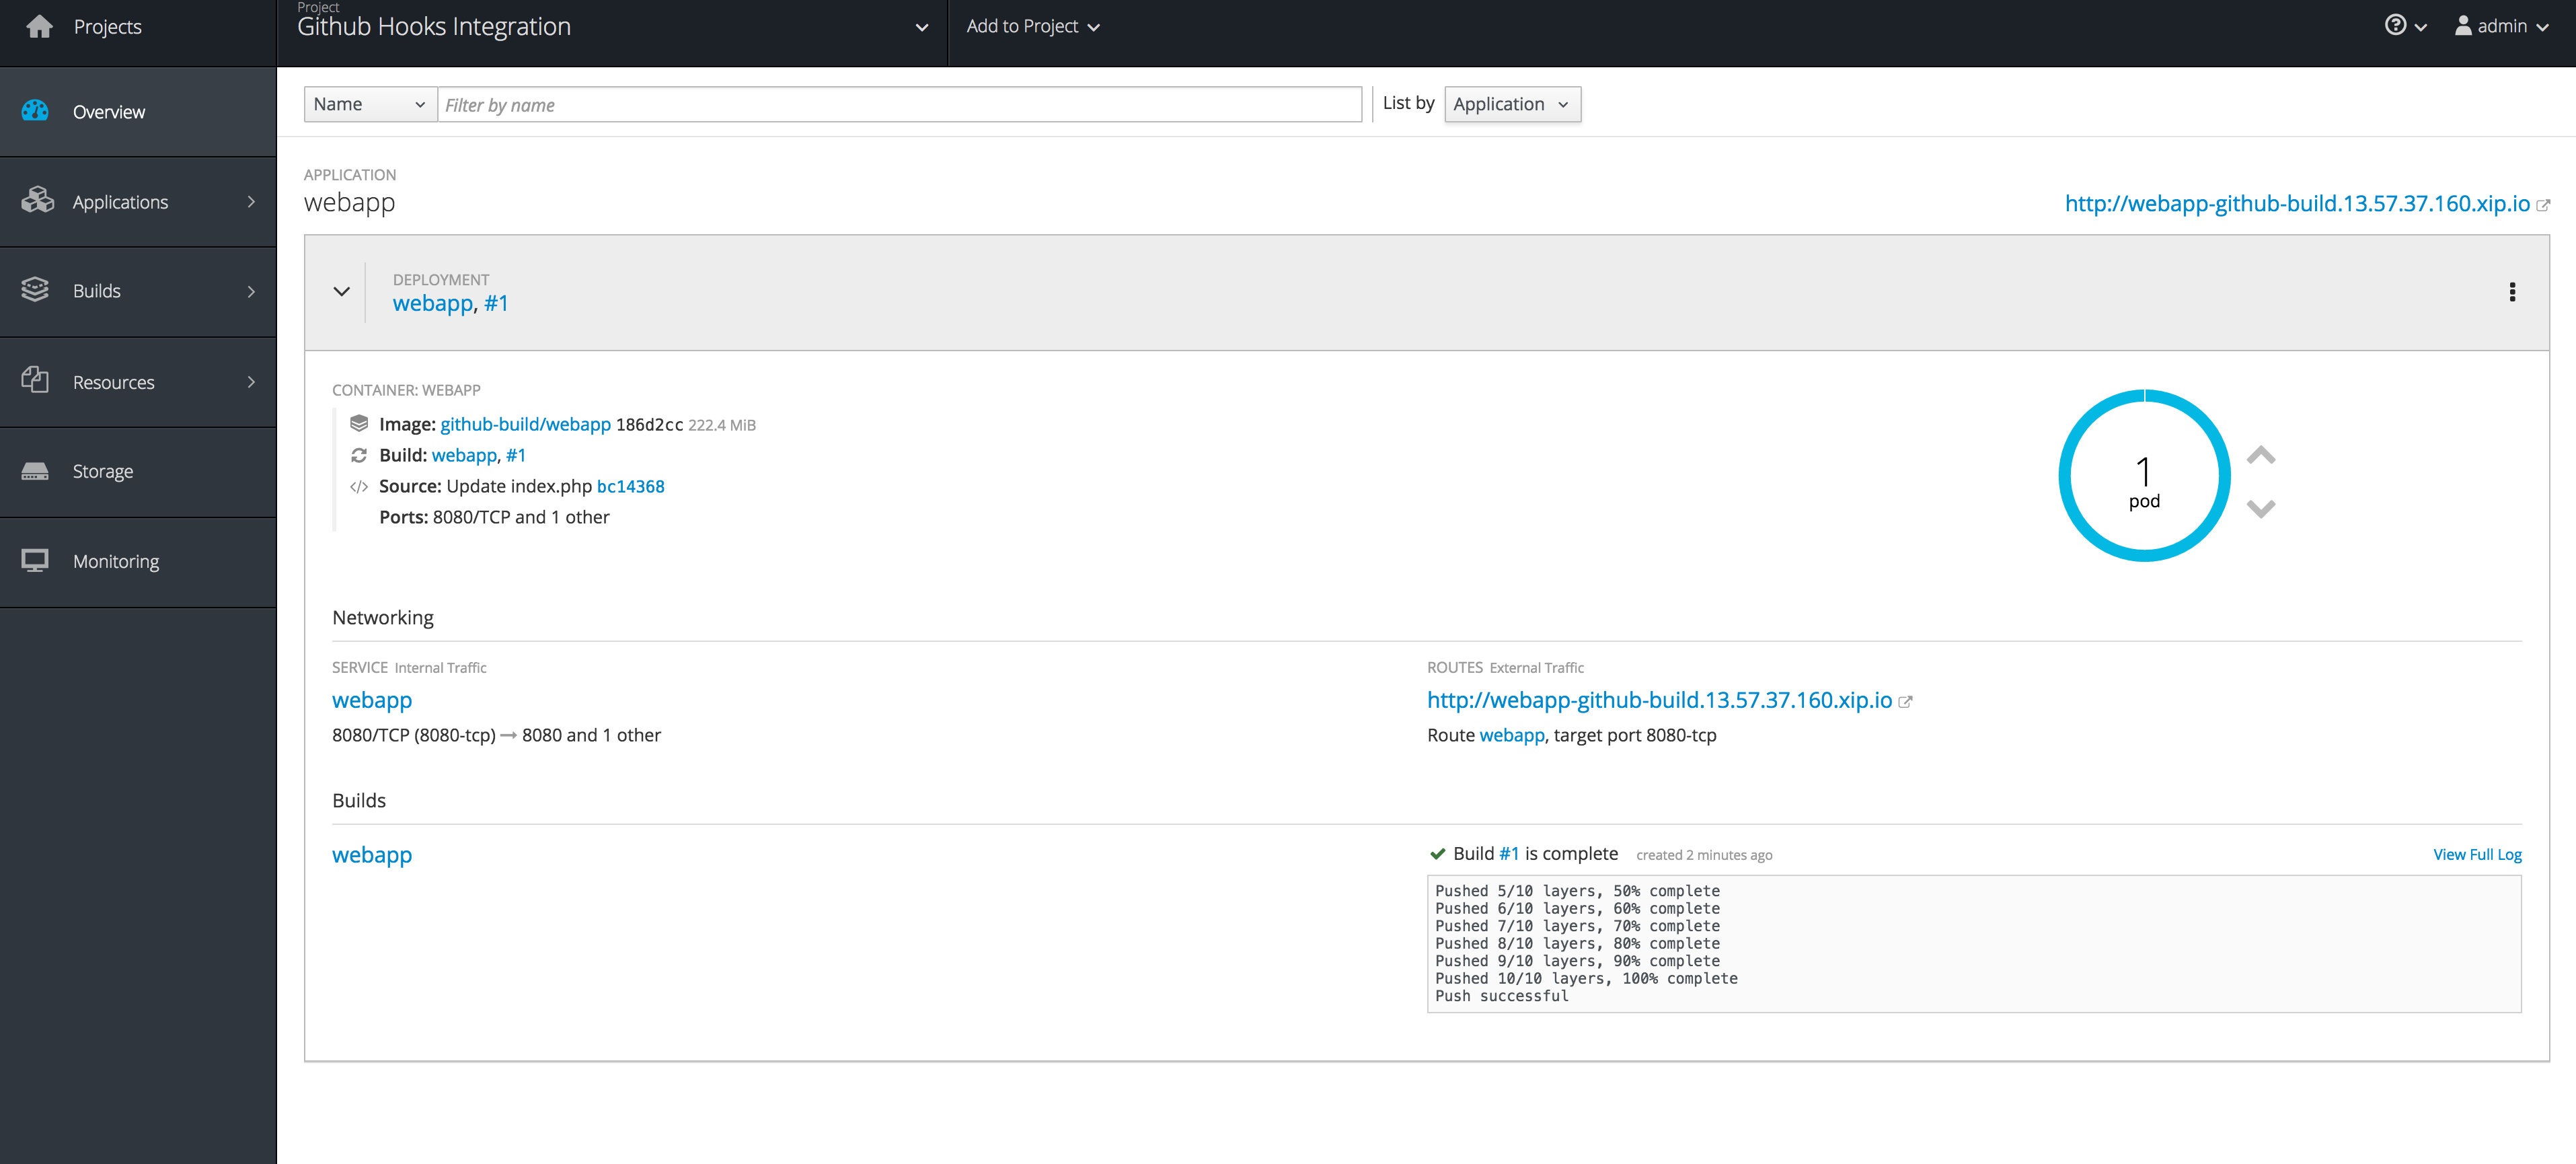 Projects
Project
Github Hooks Integration
Add to Project
admin
Overview
Applications
Builds
Resources
Storage
Monitoring
Name
Filter by name
List by
Application
APPLICATION
webapp
http://webapp-github-build.13.57.37.160.xip.io
DEPLOYMENT
webapp, #1
CONTAINER: WEBAPP
Image: github-build/webapp 186d2cc 222.4 MiB
Build: webapp, #1
</> Source: Update index.php bc14368
Ports: 8080/TCP and 1 other
1
pod
Networking
SERVICE Internal Traffic
webapp
8080/TCP (8080-tcp) → 8080 and 1 other
ROUTES External Traffic
http://webapp-github-build.13.57.37.160.xip.io
Route webapp, target port 8080-tcp
Builds
webapp
Build #1 is complete created 2 minutes ago
View Full Log
Pushed 5/10 layers, 50% complete
Pushed 6/10 layers, 60% complete
Pushed 7/10 layers, 70% complete
Pushed 8/10 layers, 80% complete
Pushed 9/10 layers, 90% complete
Pushed 10/10 layers, 100% complete
Push successful